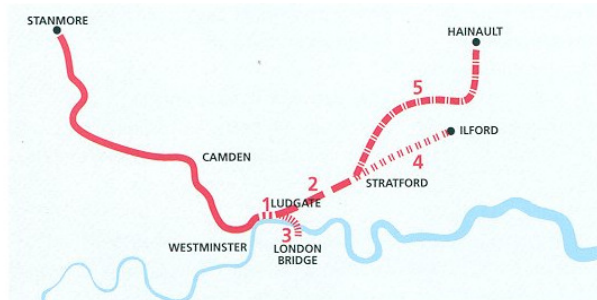 STANMORE
HAINAULT
5
ILFORD
CAMDEN
4
2
STRATFORD
1
LUDGATE
3
WESTMINSTER
LONDON
BRIDGE